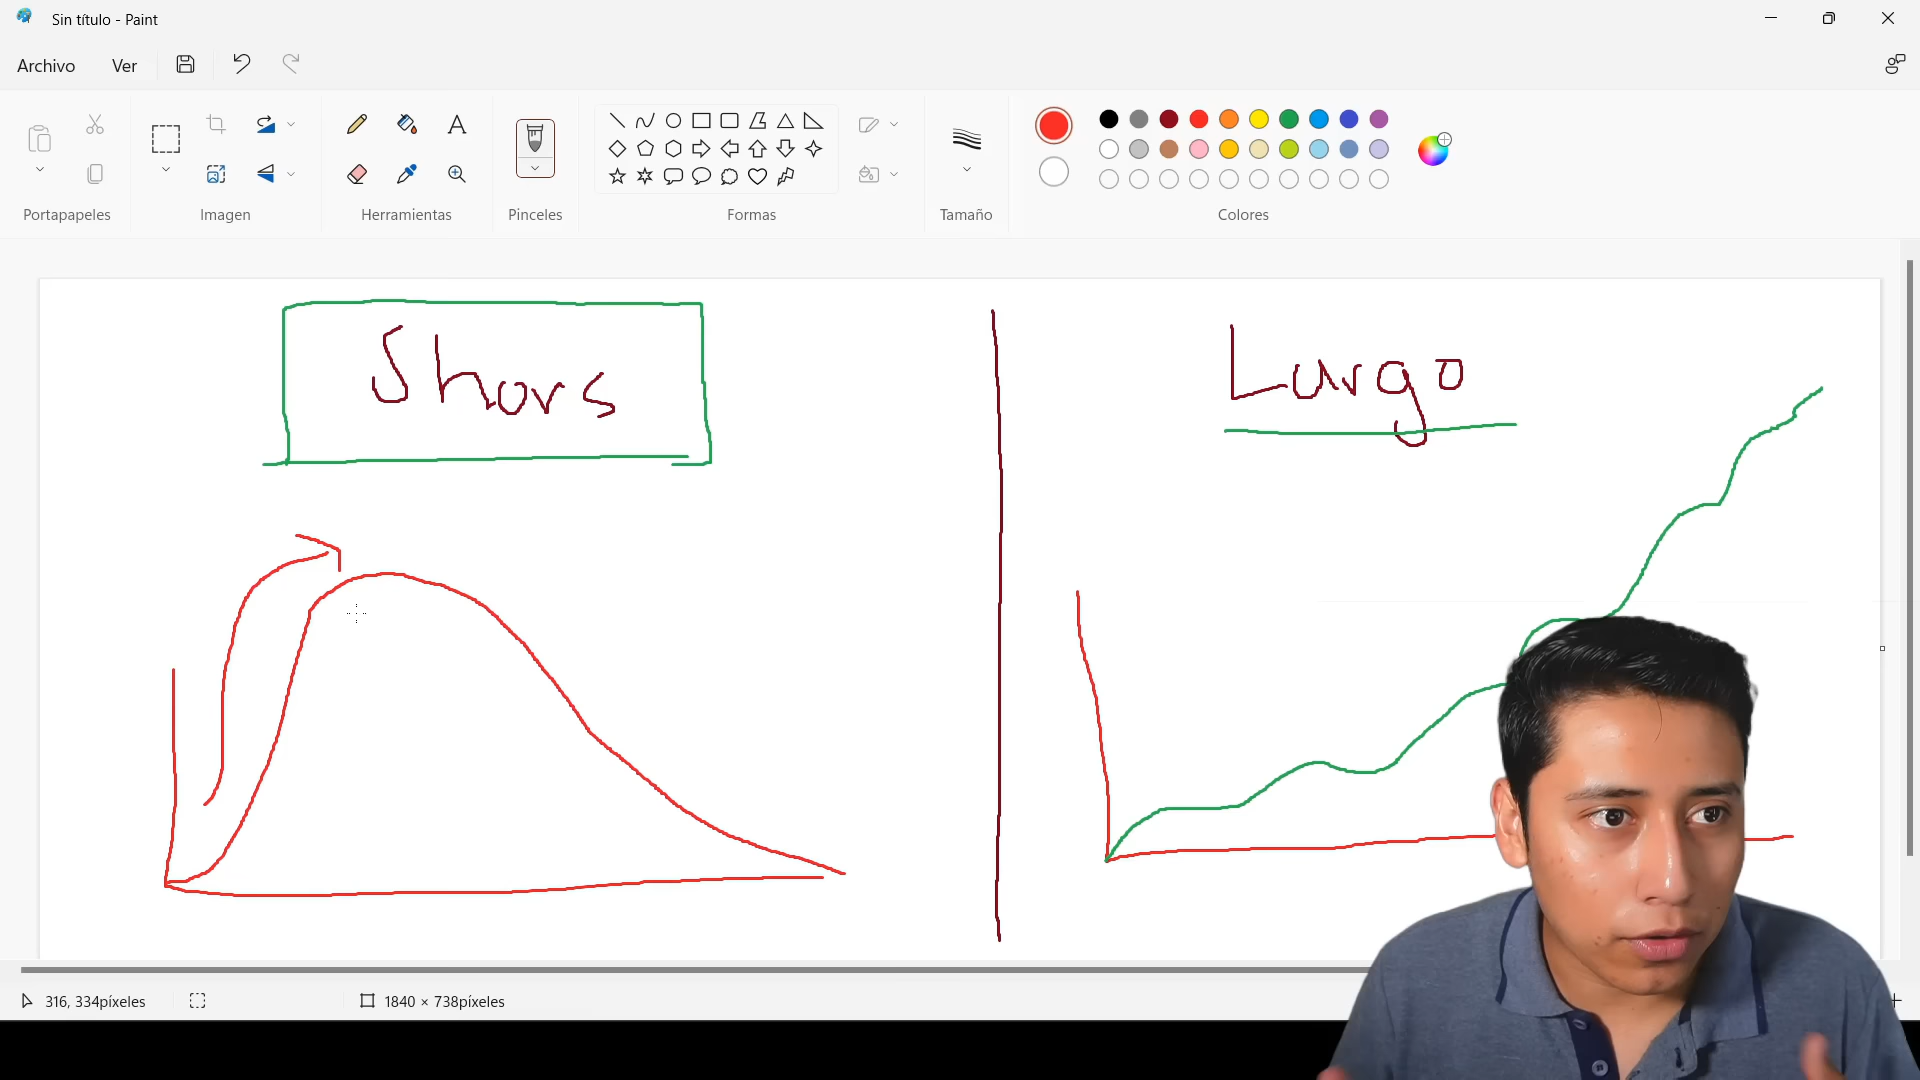 Sin título - Paint
Archivo Ver
Portapapeles Imagen Herramientas Pinceles Formas Tamaño Colores
Shors
Largo
316, 334píxeles 1840 × 738píxeles